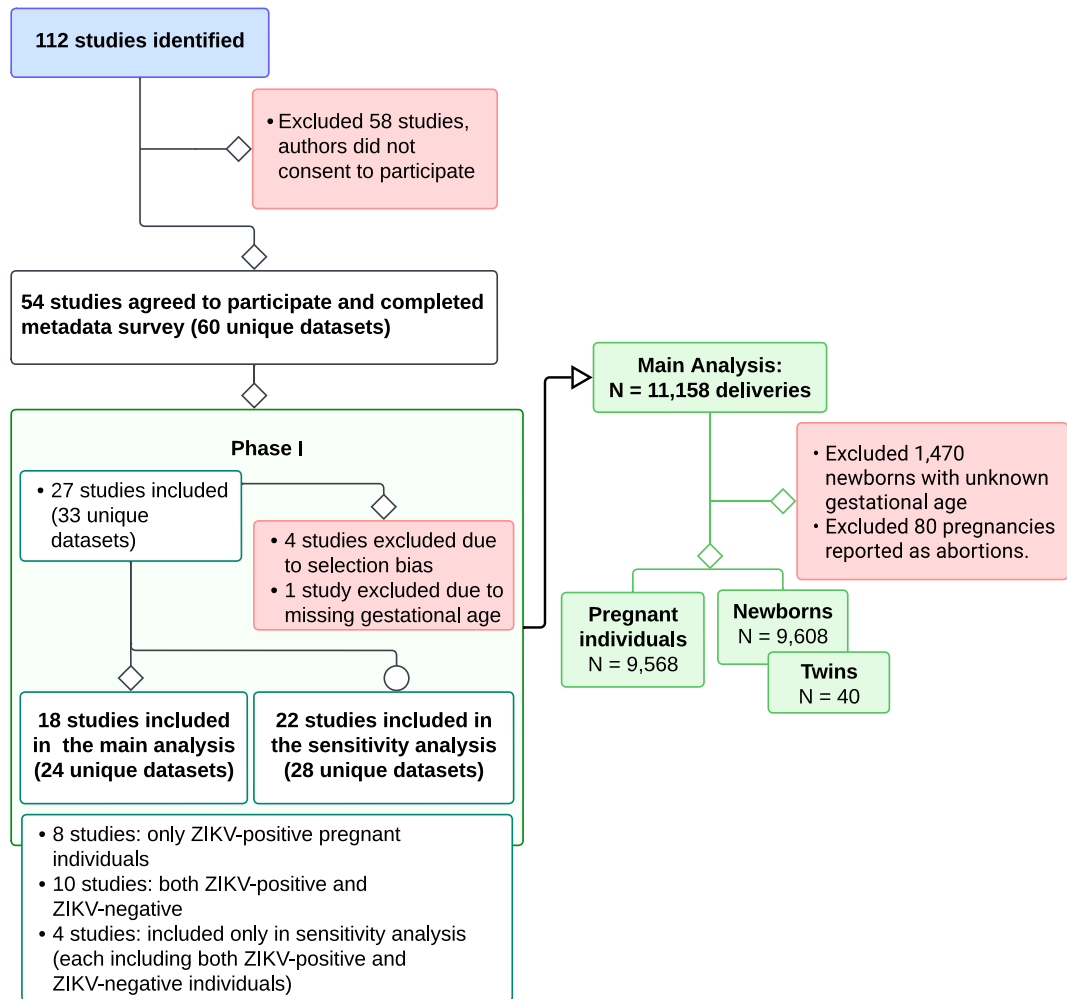 112 studies identified
• Excluded 58 studies,
authors did not
consent to participate
54 studies agreed to participate and completed
metadata survey (60 unique datasets)
Phase I
• 27 studies included
(33 unique
datasets)
• 4 studies excluded due
to selection bias
• 1 study excluded due to
missing gestational age
18 studies included
in the main analysis
(24 unique datasets)
22 studies included in
the sensitivity analysis
(28 unique datasets)
• 8 studies: only ZIKV-positive pregnant
individuals
• 10 studies: both ZIKV-positive and
ZIKV-negative
• 4 studies: included only in sensitivity analysis
(each including both ZIKV-positive and
ZIKV-negative individuals)
Main Analysis:
N = 11,158 deliveries
• Excluded 1,470
newborns with unknown
gestational age
• Excluded 80 pregnancies
reported as abortions.
Pregnant
individuals
N = 9,568
Newborns
N = 9,608
Twins
N = 40